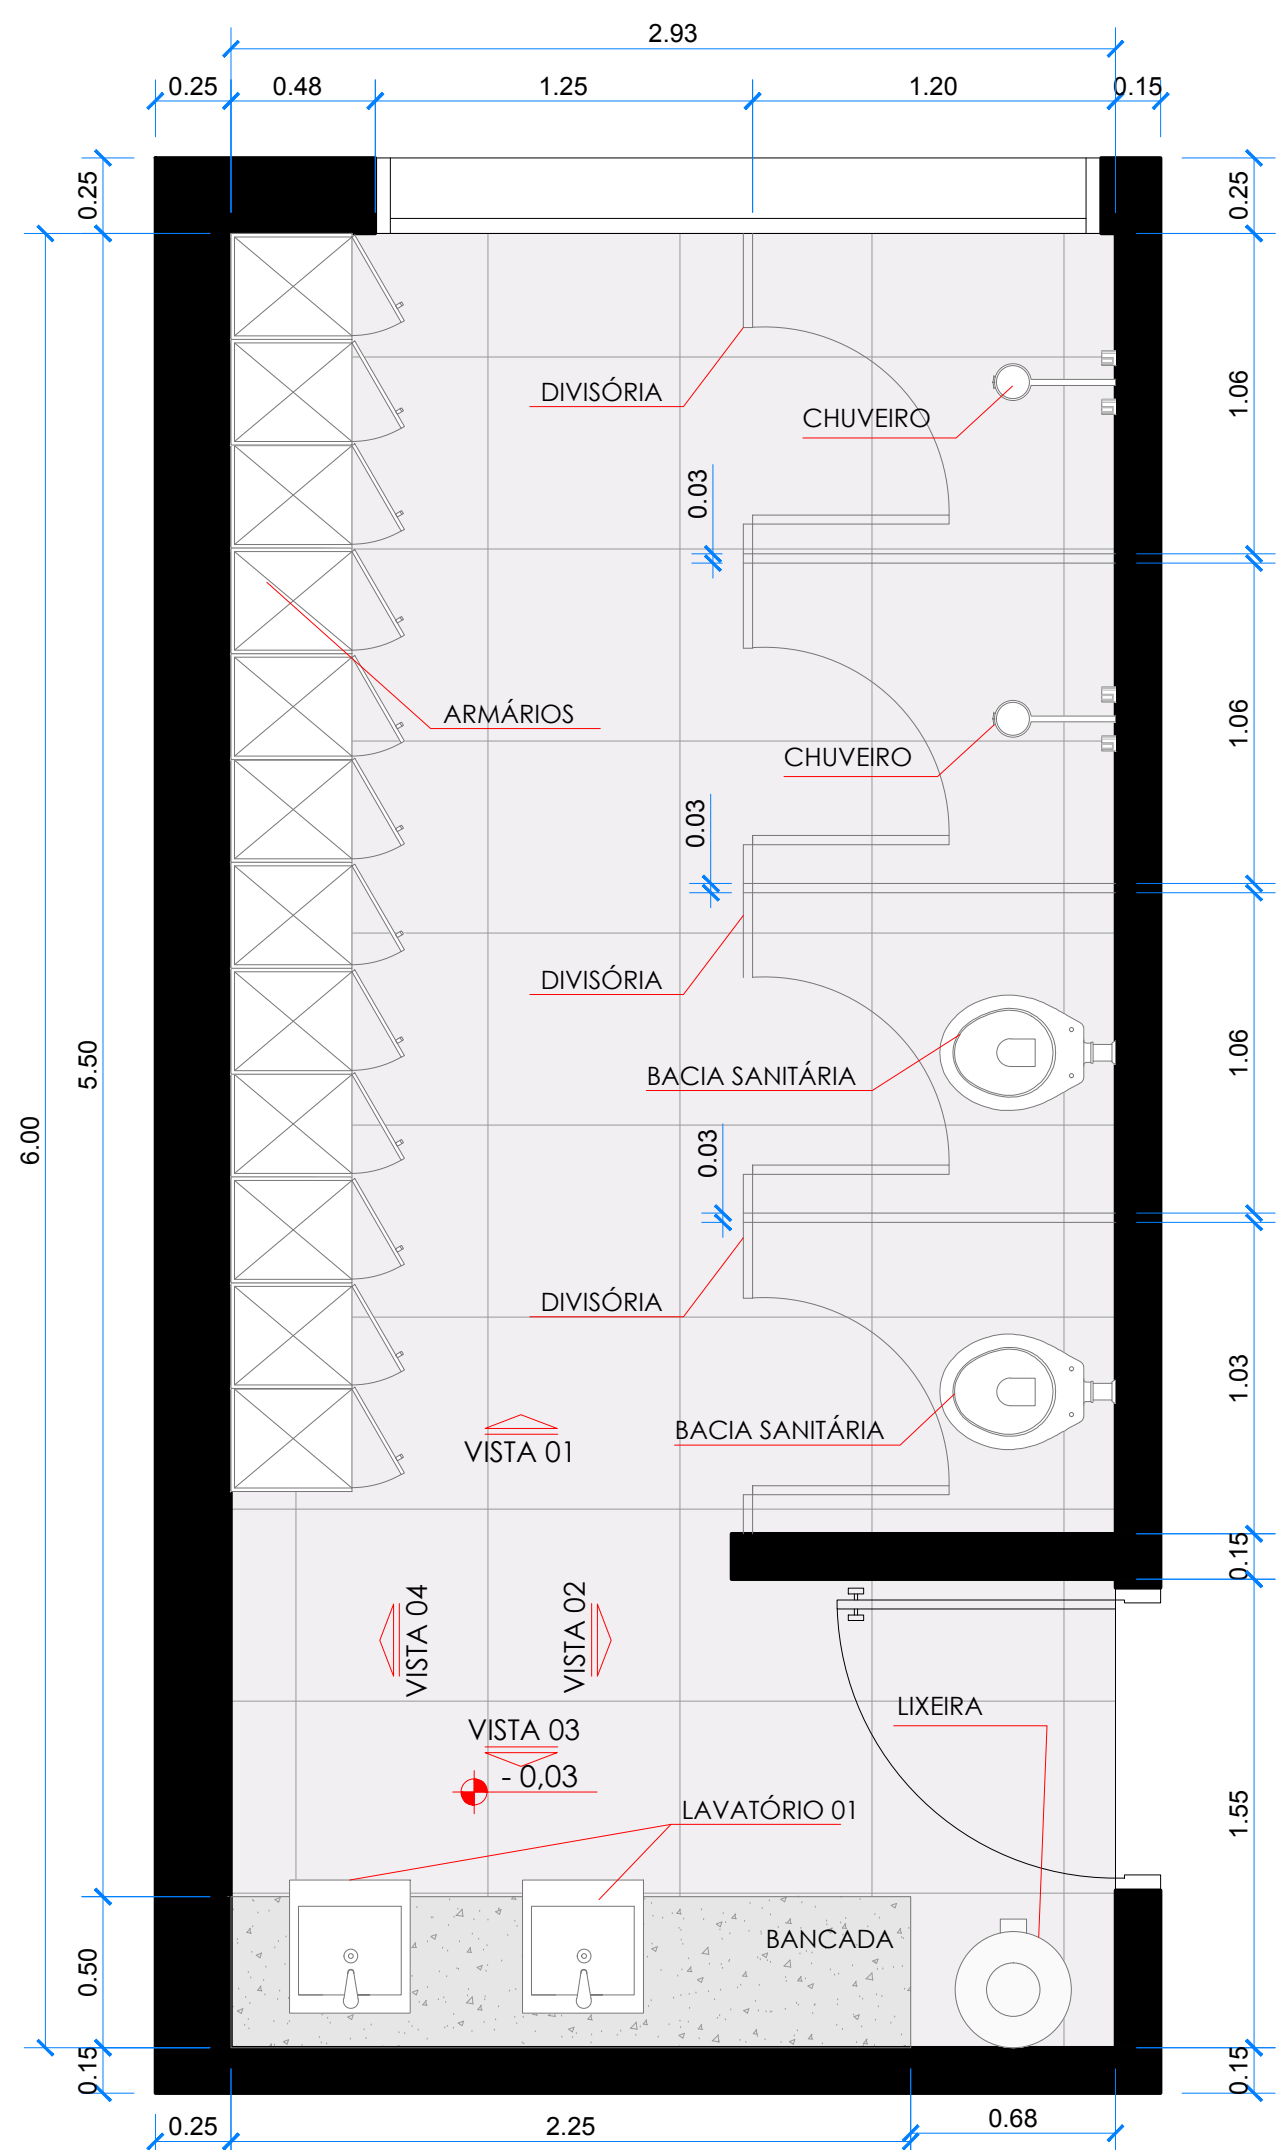 2.93
0.25
0.48
1.25
1.20
0.15
0.25
0.25
DIVISÓRIA
CHUVEIRO
1.06
0.03
ARMÁRIOS
CHUVEIRO
1.06
0.03
DIVISÓRIA
5.50
6.00
BACIA SANITÁRIA
1.06
0.03
DIVISÓRIA
1.03
BACIA SANITÁRIA
VISTA 01
0.15
VISTA 04
VISTA 02
LIXEIRA
VISTA 03
- 0,03
LAVATÓRIO 01
1.55
BANCADA
0.50
0.15
0.15
0.25
2.25
0.68